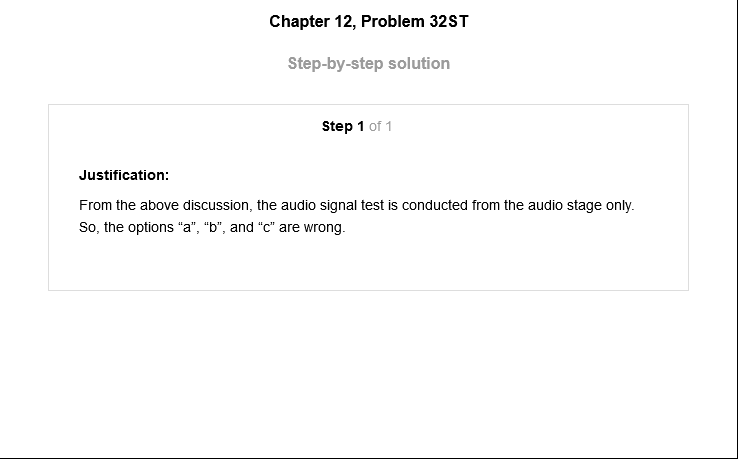 Chapter 12, Problem 32ST
Step-by-step solution
Step 1 of 1
Justification:
From the above discussion, the audio signal test is conducted from the audio stage only.
So, the options “a”, “b”, and “c” are wrong.